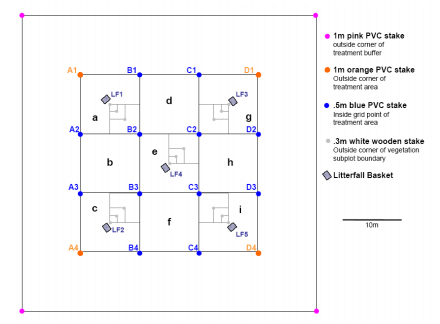 A1 B1 C1 D1
LF1 LF3
a d g
A2 B2 C2 D2
e
b LF4 h
A3 B3 C3 D3
c f i
LF2 LF5
A4 B4 C4 D4
1m pink PVC stake
outside corner of
treatment buffer
1m orange PVC stake
outside corner of
treatment area
.5m blue PVC stake
Inside grid point of
treatment area
.3m white wooden stake
Outside corner of vegetation
subplot boundary
Litterfall Basket
10m